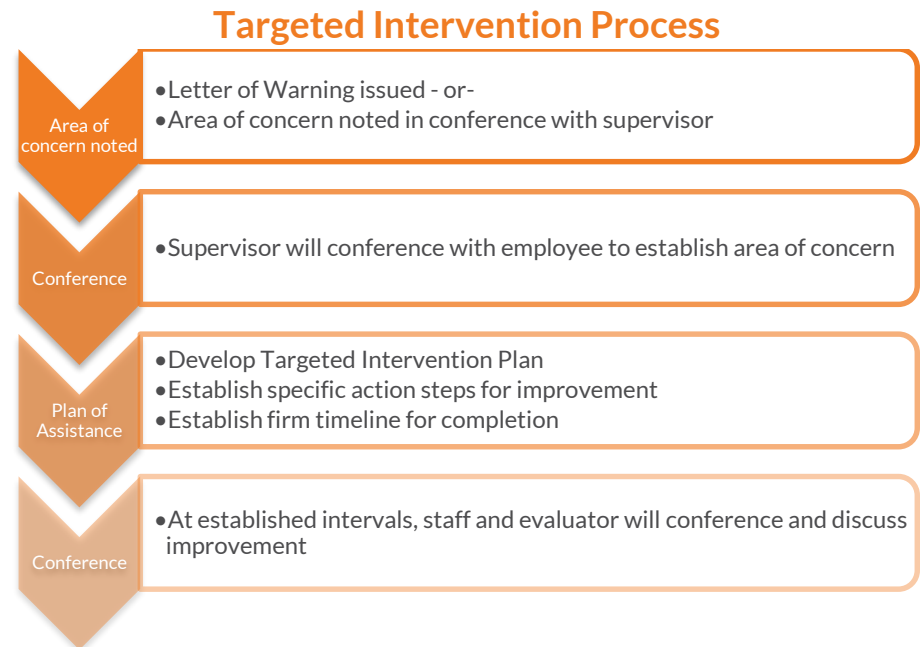 Targeted Intervention Process
Area of
concern noted
•Letter of Warning issued - or-
•Area of concern noted in conference with supervisor
Conference
•Supervisor will conference with employee to establish area of concern
Plan of
Assistance
•Develop Targeted Intervention Plan
•Establish specific action steps for improvement
•Establish firm timeline for completion
Conference
•At established intervals, staff and evaluator will conference and discuss
improvement